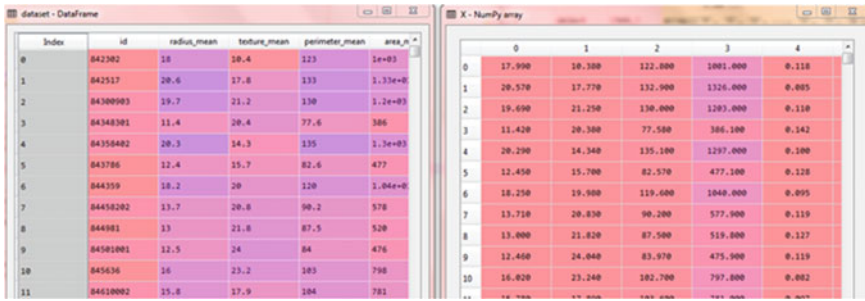 dataset - DataFrame
Index id radius_mean texture_mean perimeter_mean area_n
0 842302 18 10.4 123 1e+03
1 842517 20.6 17.8 133 1.33e+0
2 84300903 19.7 21.2 130 1.2e+03
3 84348301 11.4 20.4 77.6 386
4 84358402 20.3 14.3 135 1.3e+03
5 843786 12.4 15.7 82.6 477
6 844359 18.2 20 120 1.04e+0
7 84458202 13.7 20.8 90.2 578
8 844981 13 21.8 87.5 520
9 84501001 12.5 24 84 476
10 845636 16 23.2 103 798
11 84610002 15.8 17.9 104 781
X - NumPy array
0 1 2 3 4
0 17.990 10.380 122.800 1001.000 0.118
1 20.570 17.770 132.900 1326.000 0.085
2 19.690 21.250 130.000 1203.000 0.110
3 11.420 20.380 77.580 386.100 0.142
4 20.290 14.340 135.100 1297.000 0.100
5 12.450 15.700 82.570 477.100 0.128
6 18.250 19.980 119.600 1040.000 0.095
7 13.710 20.830 90.200 577.900 0.119
8 13.000 21.820 87.500 519.800 0.127
9 12.460 24.040 83.970 475.900 0.119
10 16.020 23.240 102.700 797.800 0.082